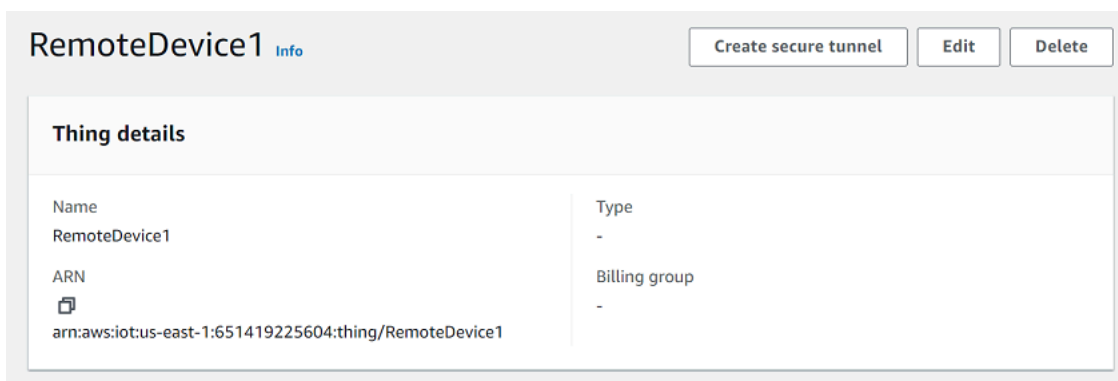 RemoteDevice1 Info
Create secure tunnel
Edit
Delete
Thing details
Name
RemoteDevice1
ARN
arn:aws:iot:us-east-1:651419225604:thing/RemoteDevice1
Type
-
Billing group
-